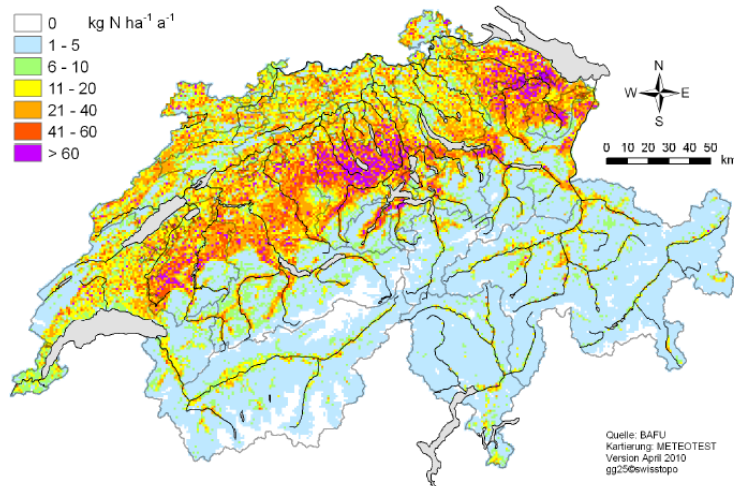 0 kg N ha⁻¹ a⁻¹
1 - 5
6 - 10
11 - 20
21 - 40
41 - 60
> 60
N
W E
S
0 10 20 30 40 50
km
Quelle: BAFU
Kartierung: METEOTEST
Version April 2010
gg25©swisstopo